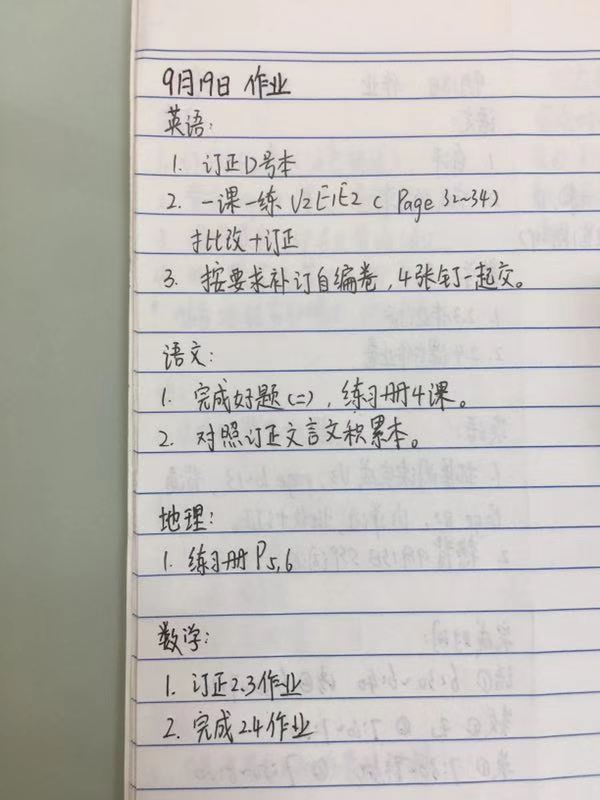 9月19日 作业
英语:
1. 订正D号本
2. 一课一练 U2E1E2 ( Page 32~34)
批改+订正
3. 按要求补订自编卷,4张钉一起交。
语文:
1. 完成好题(二),练习册4课。
2. 对照订正文言文积累本。
地理:
1. 练习册 P5,6
数学:
1. 订正2.3作业
2. 完成2.4作业